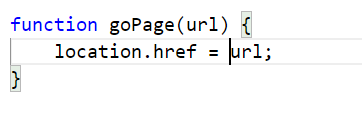 function goPage(url) {
    location.href = url;
}